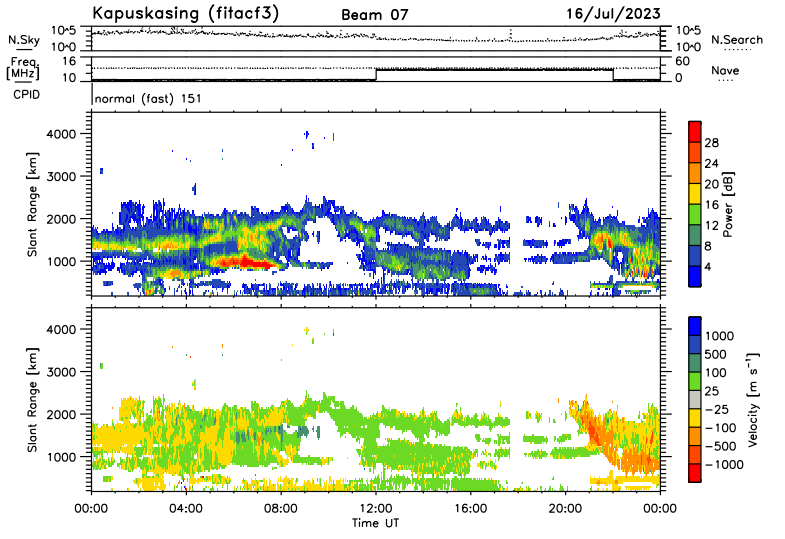 Kapuskasing (fitacf3)
Beam 07
16/Jul/2023
N.Sky
10^5
10^0
10^5
10^0
N.Search
Freq.
[MHz]
16
10
60
0
Nave
CPID
normal (fast) 151
Slant Range [km]
4000
3000
2000
1000
28
24
20
16
12
8
4
Power [dB]
Slant Range [km]
4000
3000
2000
1000
1000
500
100
25
−25
−100
−500
−1000
Velocity [m s⁻¹]
00:00 04:00 08:00 12:00 16:00 20:00 00:00
Time UT